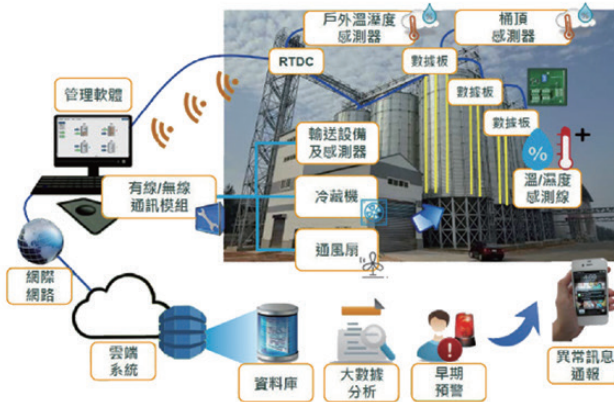 戶外溫溼度
感測器
桶頂
感測器
RTDC
數據板
管理軟體
數據板
數據板
輸送設備
及感測器
%
+
有線/無線
通訊模組
冷藏機
溫/濕度
感測線
通風扇
網際
網路
雲端
系統
資料庫
大數據
分析
早期
預警
異常訊息
通報